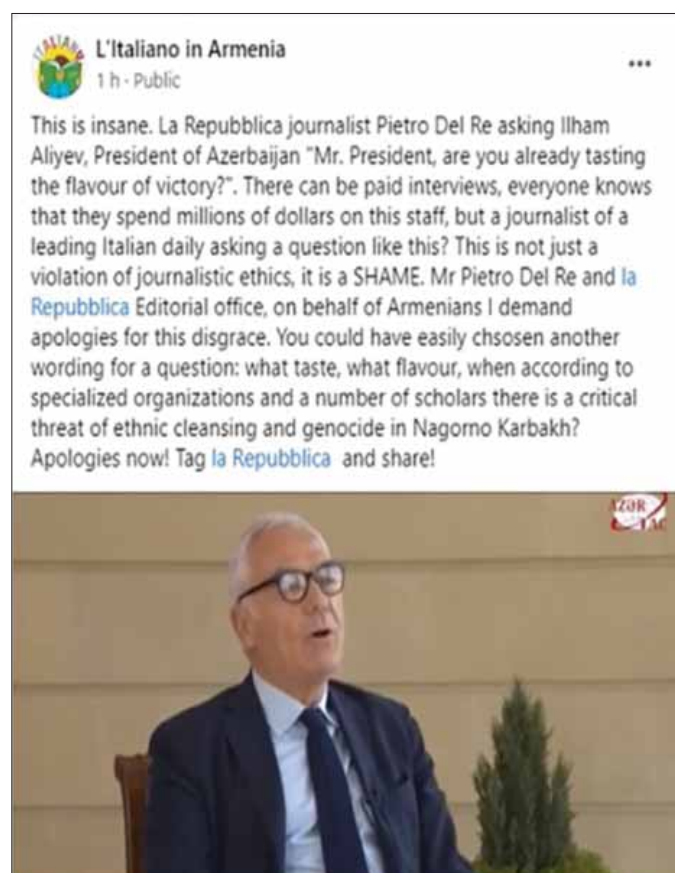 ITALIANO
L'Italiano in Armenia
1 h · Public
This is insane. La Repubblica journalist Pietro Del Re asking Ilham
Aliyev, President of Azerbaijan "Mr. President, are you already tasting
the flavour of victory?". There can be paid interviews, everyone knows
that they spend millions of dollars on this staff, but a journalist of a
leading Italian daily asking a question like this? This is not just a
violation of journalistic ethics, it is a SHAME. Mr Pietro Del Re and la
Repubblica Editorial office, on behalf of Armenians I demand
apologies for this disgrace. You could have easily chsosen another
wording for a question: what taste, what flavour, when according to
specialized organizations and a number of scholars there is a critical
threat of ethnic cleansing and genocide in Nagorno Karbakh?
Apologies now! Tag la Repubblica and share!
AZƏR
TAC